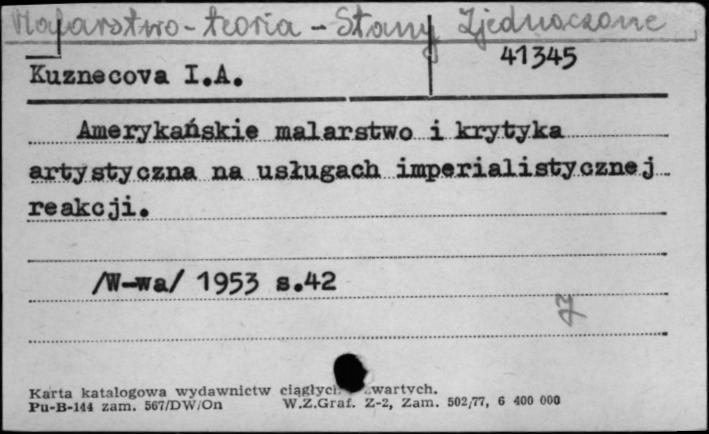 Malarstwo - teoria - Stany Zjednoczone
41345
Kuznecova I.A.
Amerykańskie malarstwo i krytyka
artystyczna na usługach imperialistycznej
reakcji.
/W-wa/ 1953 s.42
Karta katalogowa wydawnictw ciągłych wartych.
Pu-B-144 zam. 567/DW/On W.Z.Graf. Z-2, Zam. 502/77, 6 400 000